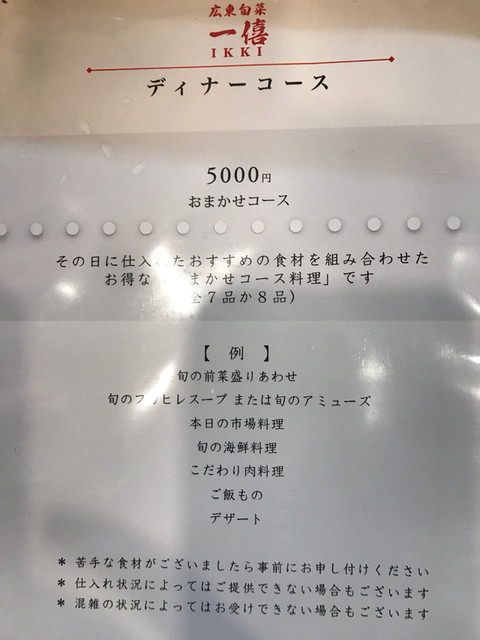 広東旬菜
一僖
IKKI
ディナーコース
5000円
おまかせコース
その日に仕入 たおすすめの食材を組み合わせた
お得な まかせコース料理」です
７品か８品)
【 例 】
旬の前菜盛りあわせ
旬の ヒレスープ または旬のアミューズ
本日の市場料理
旬の海鮮料理
こだわり肉料理
ご飯もの
デザート
＊ 苦手な食材がございましたら事前にお申し付けください
＊ 仕入れ状況によってはご提供できない場合もございます
＊ 混雑の状況によってはお受けできない場合もございます